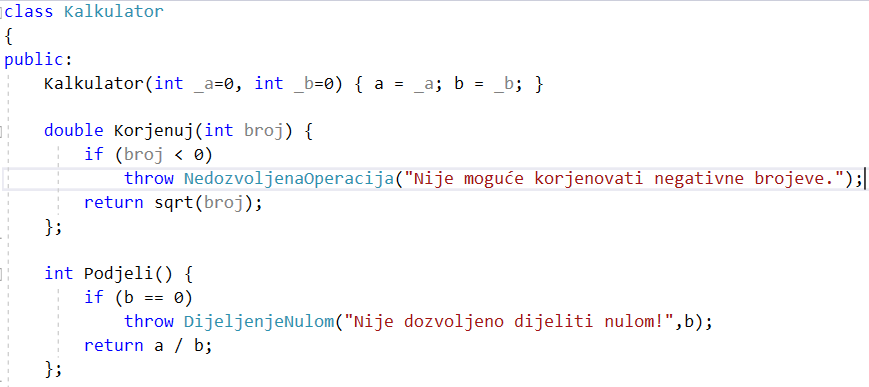 class Kalkulator
{
public:
    Kalkulator(int _a=0, int _b=0) { a = _a; b = _b; }
    double Korjenuj(int broj) {
        if (broj < 0)
            throw NedozvoljenaOperacija("Nije moguće korjenovati negativne brojeve.");
        return sqrt(broj);
    };
    int Podjeli() {
        if (b == 0)
            throw DijeljenjeNulom("Nije dozvoljeno dijeliti nulom!",b);
        return a / b;
    };